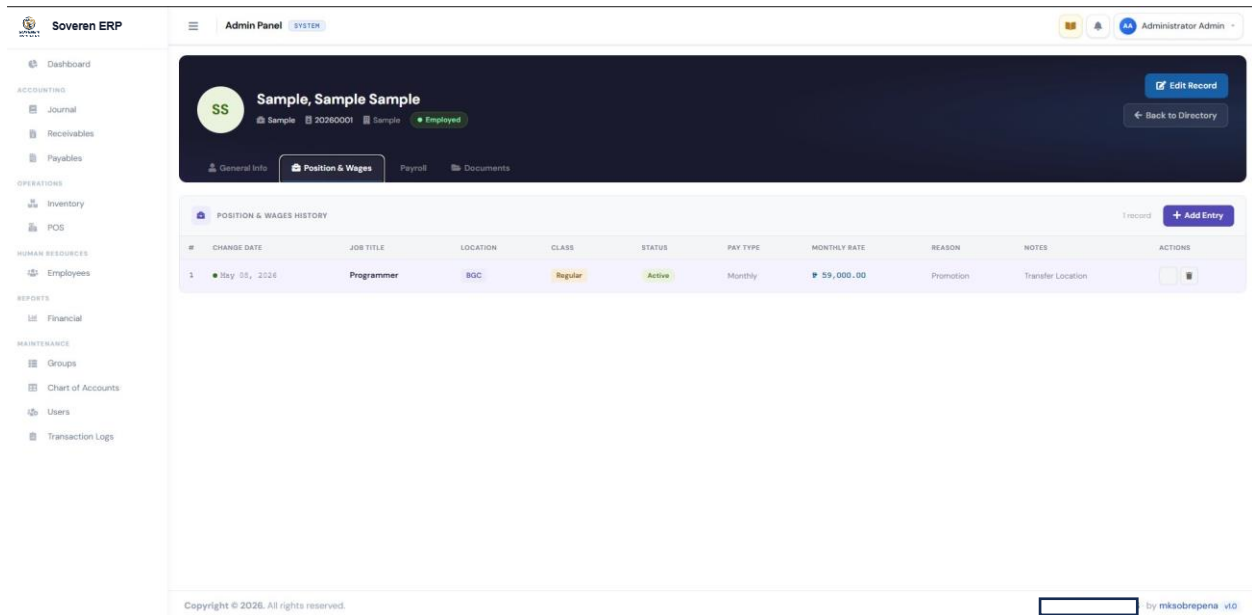 Soveren ERP
Admin Panel SYSTEM
AA Administrator Admin
Dashboard
ACCOUNTING
Journal
Receivables
Payables
OPERATIONS
Inventory
POS
HUMAN RESOURCES
Employees
REPORTS
Financial
MAINTENANCE
Groups
Chart of Accounts
Users
Transaction Logs
SS
Sample, Sample Sample
Sample 20260001 Sample Employed
Edit Record
← Back to Directory
General Info Position & Wages Payroll Documents
POSITION & WAGES HISTORY 1 record + Add Entry
# CHANGE DATE JOB TITLE LOCATION CLASS STATUS PAY TYPE MONTHLY RATE REASON NOTES ACTIONS
1 May 08, 2026 Programmer BGC Regular Active Monthly ₱ 59,000.00 Promotion Transfer Location
Copyright © 2026. All rights reserved. by mksobrepena v1.0